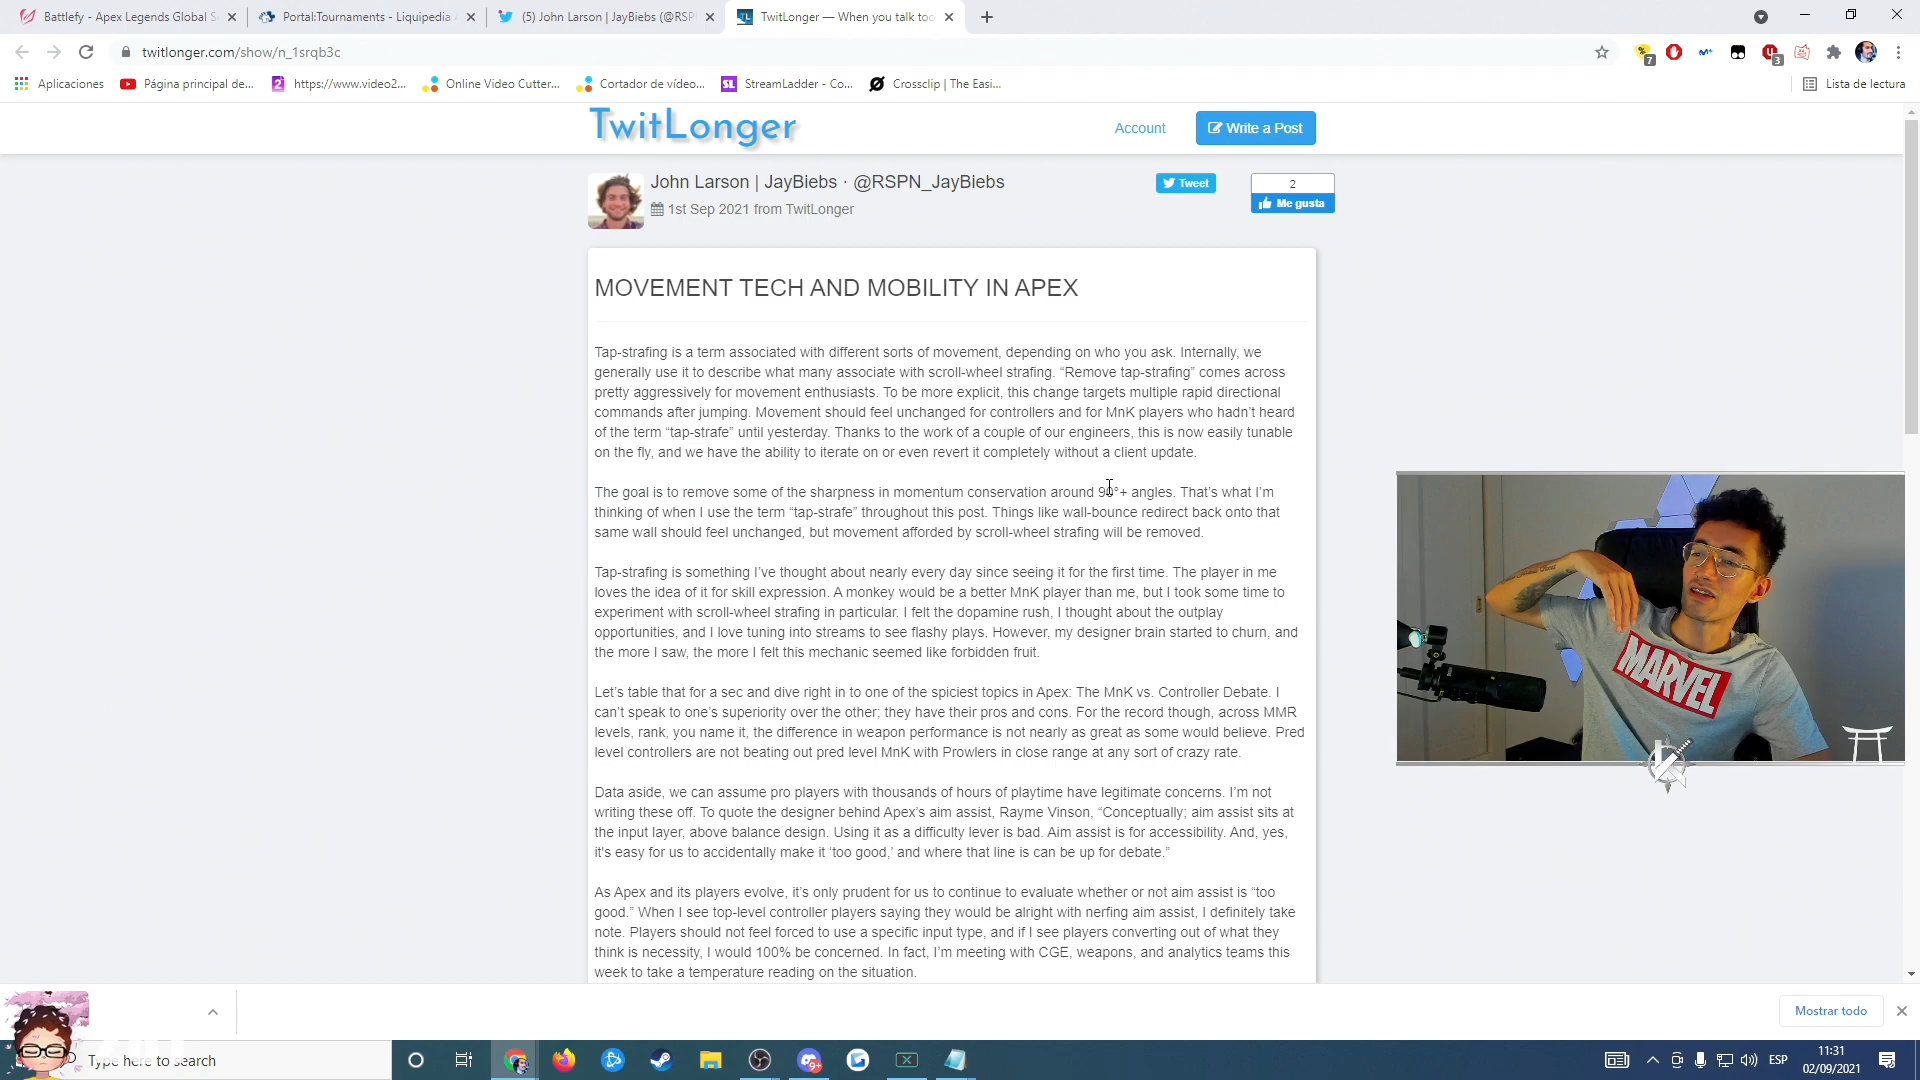 Battlefy - Apex Legends Global S
Portal:Tournaments - Liquipedia
(5) John Larson | JayBiebs (@RSP
TwitLonger — When you talk too
twitlonger.com/show/n_1srqb3c
7
3
Aplicaciones
Página principal de...
https://www.video2...
Online Video Cutter...
Cortador de vídeo...
StreamLadder - Co...
Crossclip | The Easi...
Lista de lectura
TwitLonger
Account
Write a Post
John Larson | JayBiebs · @RSPN_JayBiebs
1st Sep 2021 from TwitLonger
Tweet
2
Me gusta
MOVEMENT TECH AND MOBILITY IN APEX
Tap-strafing is a term associated with different sorts of movement, depending on who you ask. Internally, we
generally use it to describe what many associate with scroll-wheel strafing. “Remove tap-strafing” comes across
pretty aggressively for movement enthusiasts. To be more explicit, this change targets multiple rapid directional
commands after jumping. Movement should feel unchanged for controllers and for MnK players who hadn’t heard
of the term “tap-strafe” until yesterday. Thanks to the work of a couple of our engineers, this is now easily tunable
on the fly, and we have the ability to iterate on or even revert it completely without a client update.
The goal is to remove some of the sharpness in momentum conservation around 90°+ angles. That’s what I’m
thinking of when I use the term “tap-strafe” throughout this post. Things like wall-bounce redirect back onto that
same wall should feel unchanged, but movement afforded by scroll-wheel strafing will be removed.
Tap-strafing is something I’ve thought about nearly every day since seeing it for the first time. The player in me
loves the idea of it for skill expression. A monkey would be a better MnK player than me, but I took some time to
experiment with scroll-wheel strafing in particular. I felt the dopamine rush, I thought about the outplay
opportunities, and I love tuning into streams to see flashy plays. However, my designer brain started to churn, and
the more I saw, the more I felt this mechanic seemed like forbidden fruit.
Let’s table that for a sec and dive right in to one of the spiciest topics in Apex: The MnK vs. Controller Debate. I
can’t speak to one’s superiority over the other; they have their pros and cons. For the record though, across MMR
levels, rank, you name it, the difference in weapon performance is not nearly as great as some would believe. Pred
level controllers are not beating out pred level MnK with Prowlers in close range at any sort of crazy rate.
Data aside, we can assume pro players with thousands of hours of playtime have legitimate concerns. I’m not
writing these off. To quote the designer behind Apex’s aim assist, Rayme Vinson, “Conceptually; aim assist sits at
the input layer, above balance design. Using it as a difficulty lever is bad. Aim assist is for accessibility. And, yes,
it's easy for us to accidentally make it ‘too good,’ and where that line is can be up for debate.”
As Apex and its players evolve, it’s only prudent for us to continue to evaluate whether or not aim assist is “too
good.” When I see top-level controller players saying they would be alright with nerfing aim assist, I definitely take
note. Players should not feel forced to use a specific input type, and if I see players converting out of what they
think is necessity, I would 100% be concerned. In fact, I’m meeting with CGE, weapons, and analytics teams this
week to take a temperature reading on the situation.
MARVEL
Mostrar todo
Type here to search
9+
ESP
11:31
02/09/2021